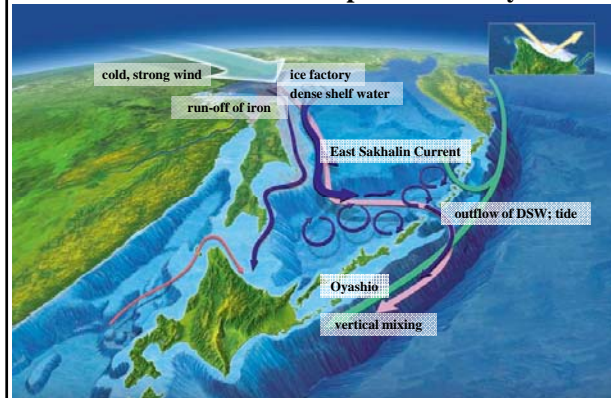 cold, strong wind
ice factory
dense shelf water
run-off of iron
East Sakhalin Current
outflow of DSW; tide
Oyashio
vertical mixing